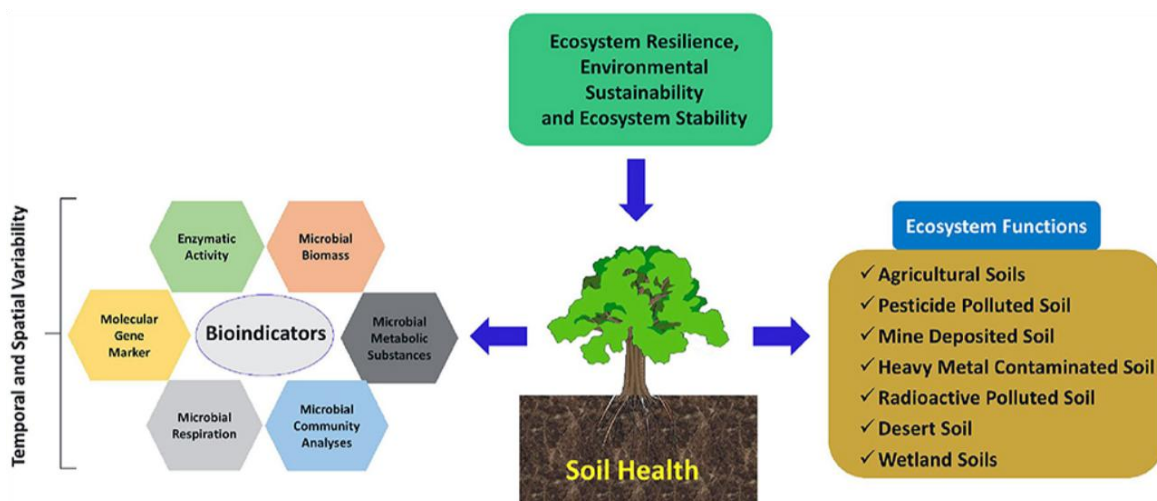 Ecosystem Resilience,
Environmental
Sustainability
and Ecosystem Stability
Temporal and Spatial Variability
Enzymatic
Activity
Microbial
Biomass
Molecular
Gene
Marker
Bioindicators
Microbial
Metabolic
Substances
Microbial
Respiration
Microbial
Community
Analyses
Soil Health
Ecosystem Functions
✓ Agricultural Soils
✓ Pesticide Polluted Soil
✓ Mine Deposited Soil
✓ Heavy Metal Contaminated Soil
✓ Radioactive Polluted Soil
✓ Desert Soil
✓ Wetland Soils